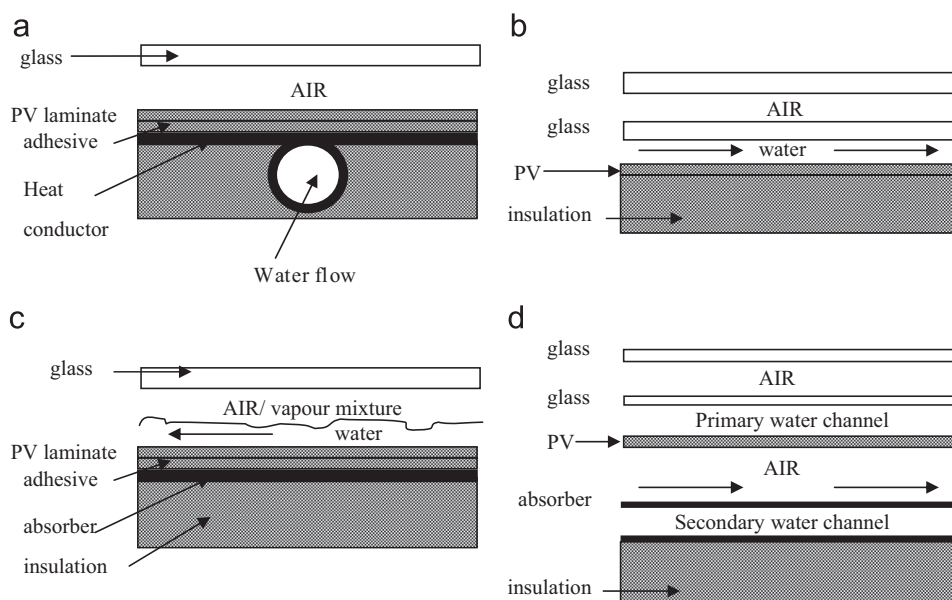 a
glass
AIR
PV laminate
adhesive
Heat
conductor
Water flow
b
glass
AIR
glass
water
PV
insulation
c
glass
AIR/ vapour mixture
water
PV laminate
adhesive
absorber
insulation
d
glass
AIR
glass
Primary water channel
PV
AIR
absorber
Secondary water channel
insulation